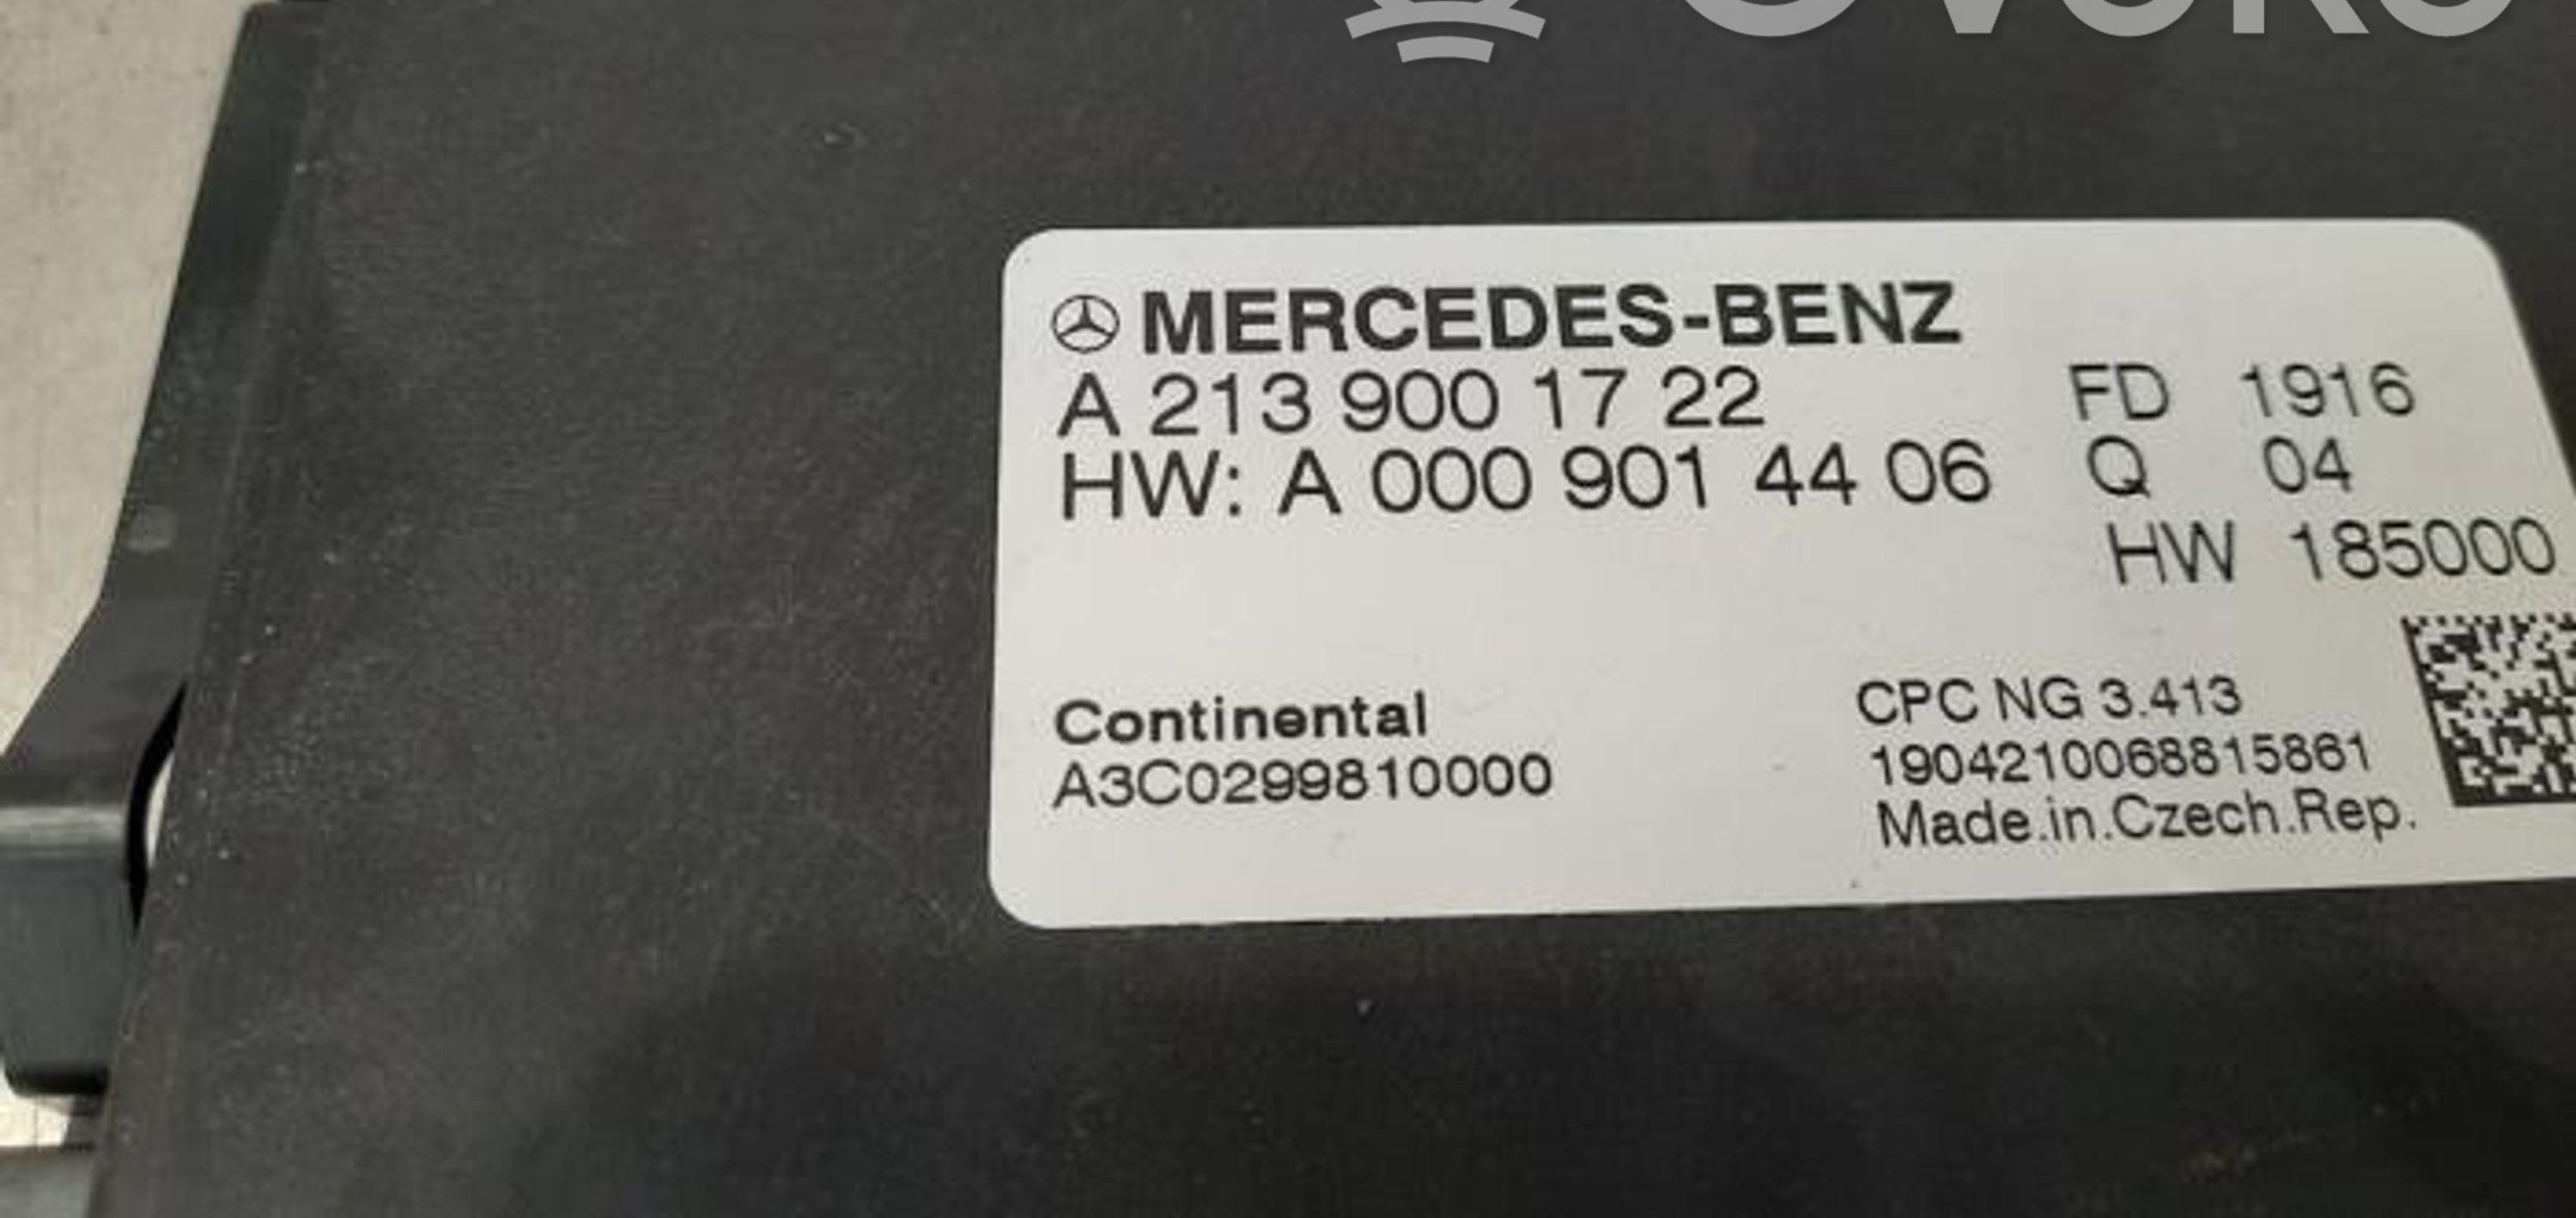 MERCEDES-BENZ
A 213 900 17 22
HW: A 000 901 44 06
FD 1916
Q 04
HW 185000
Continental
A3C0299810000
CPC NG 3.413
1904210068815861
Made.in.Czech.Rep.